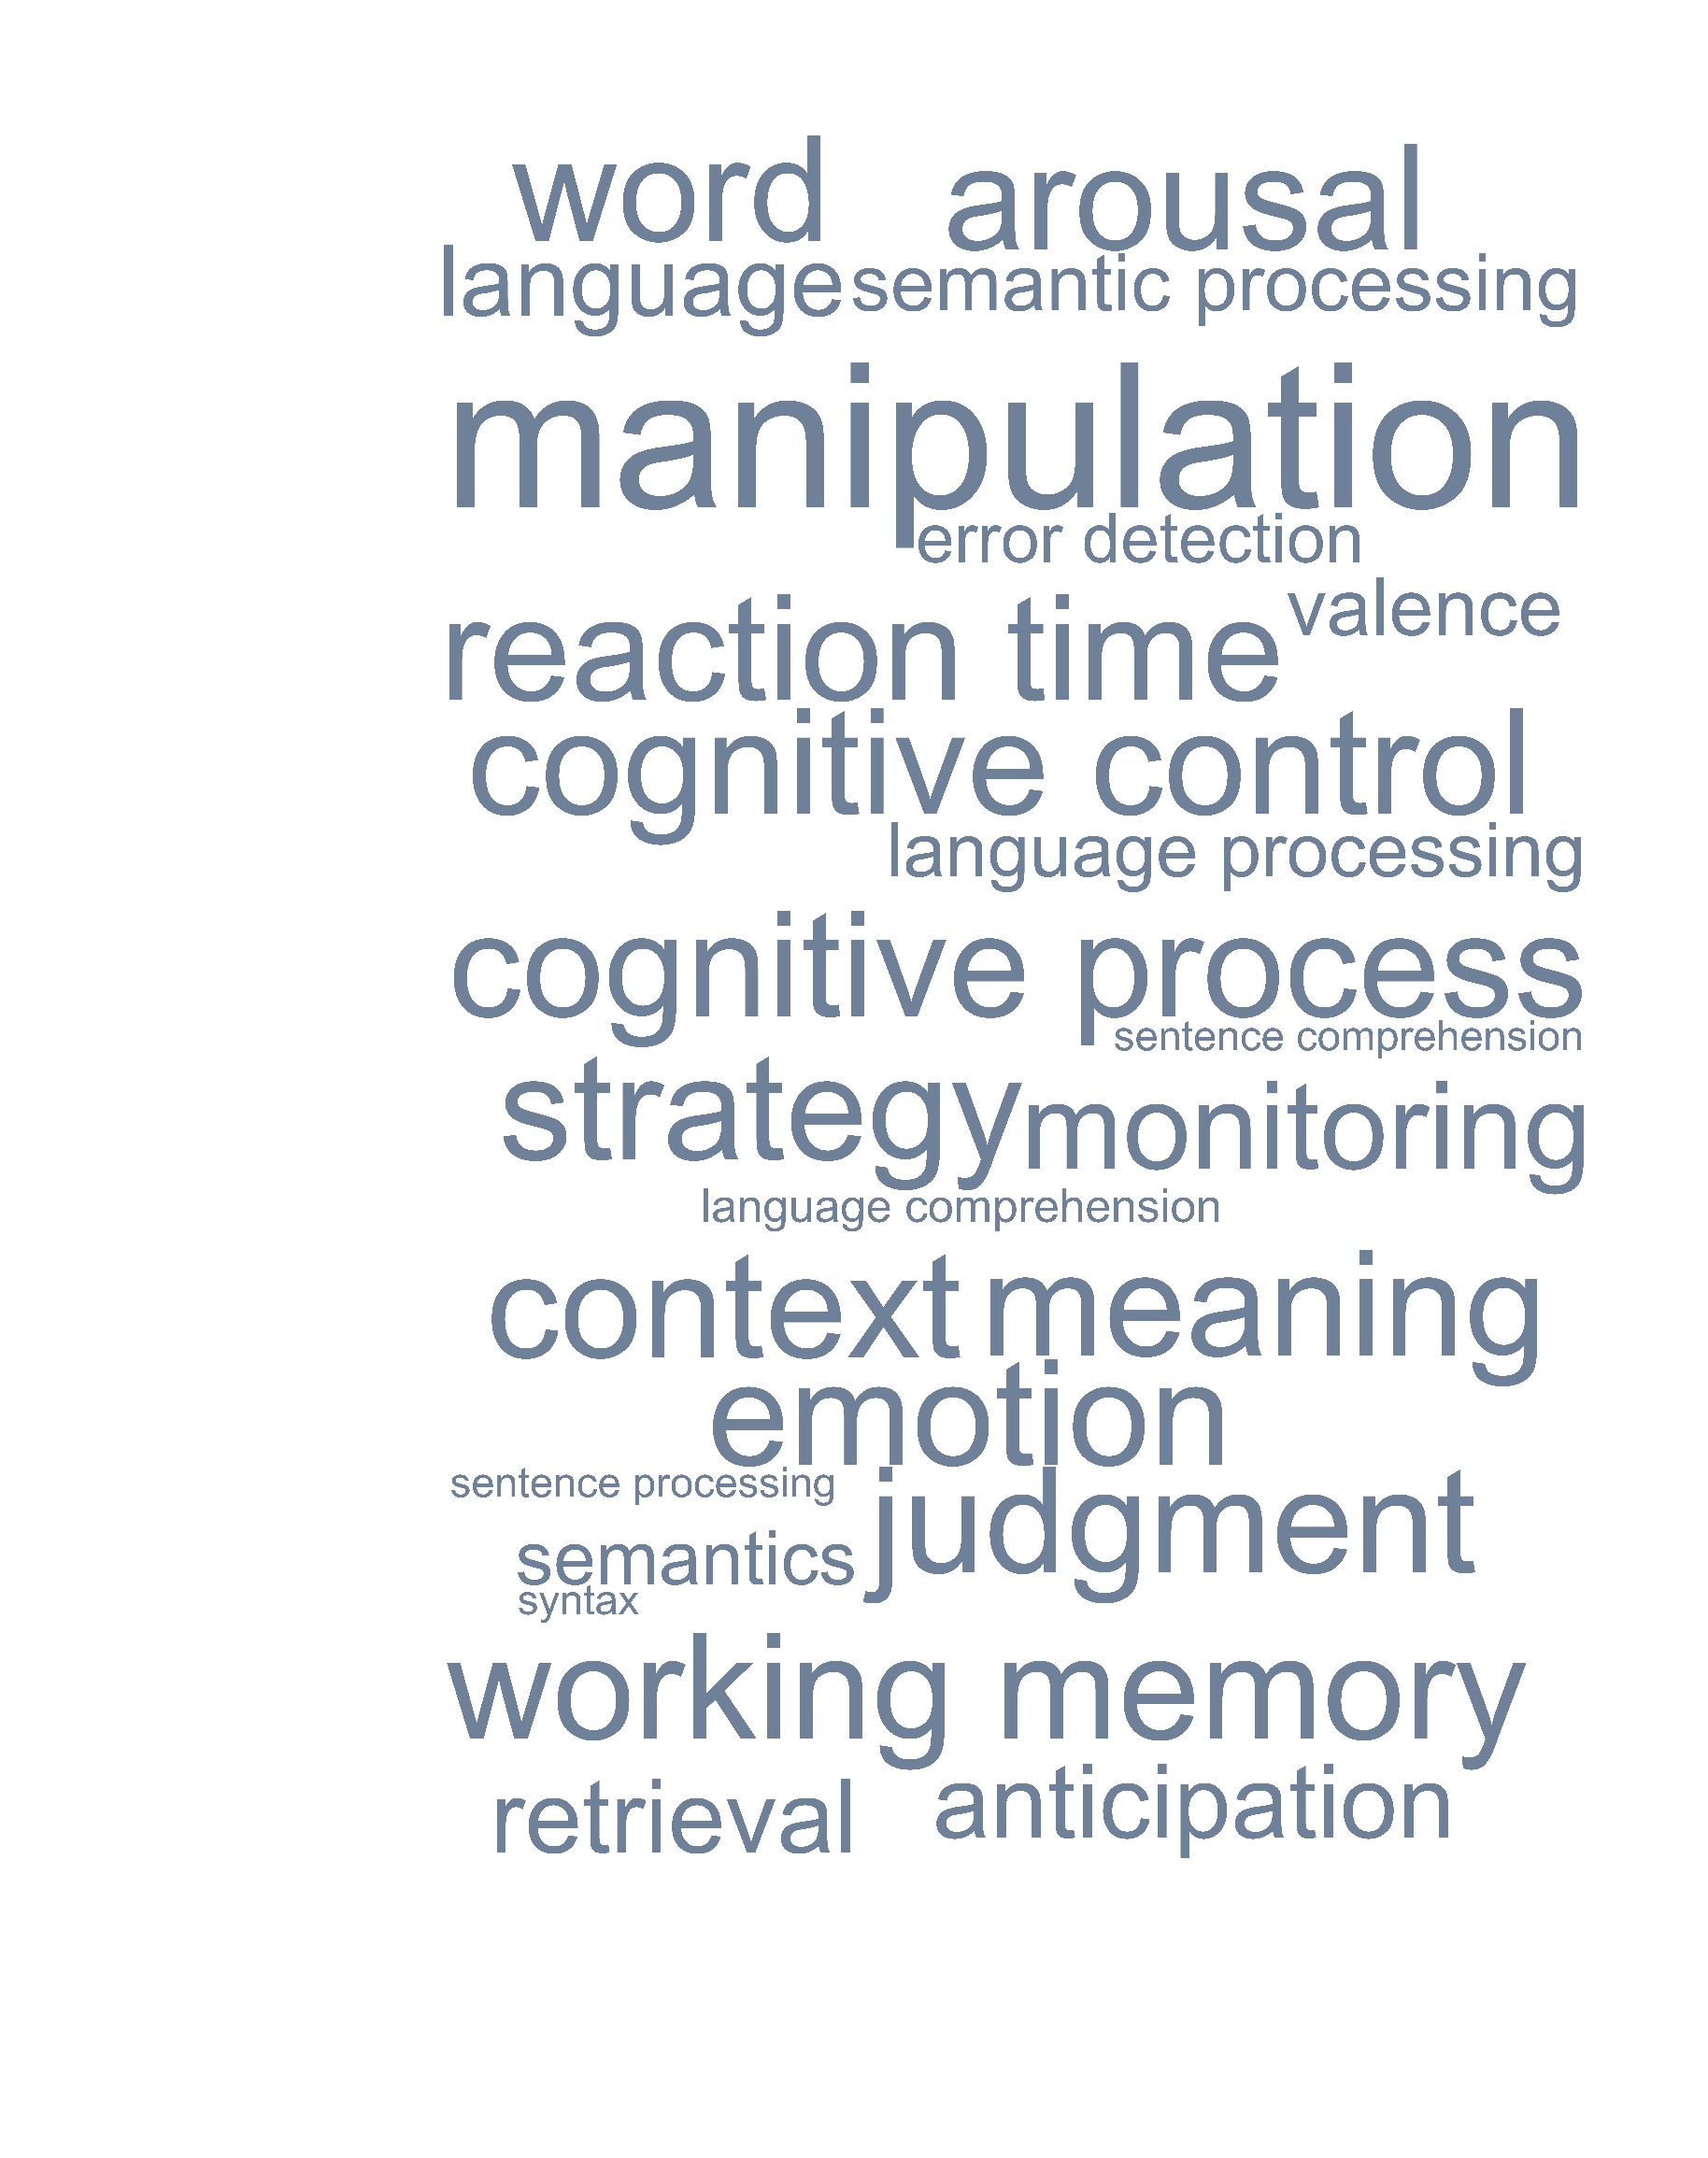 word arousal
language semantic processing
manipulation
error detection
valence
reaction time
cognitive control
language processing
cognitive process
sentence comprehension
strategy monitoring
language comprehension
context meaning
emotion
sentence processing
judgment
semantics
syntax
working memory
retrieval anticipation